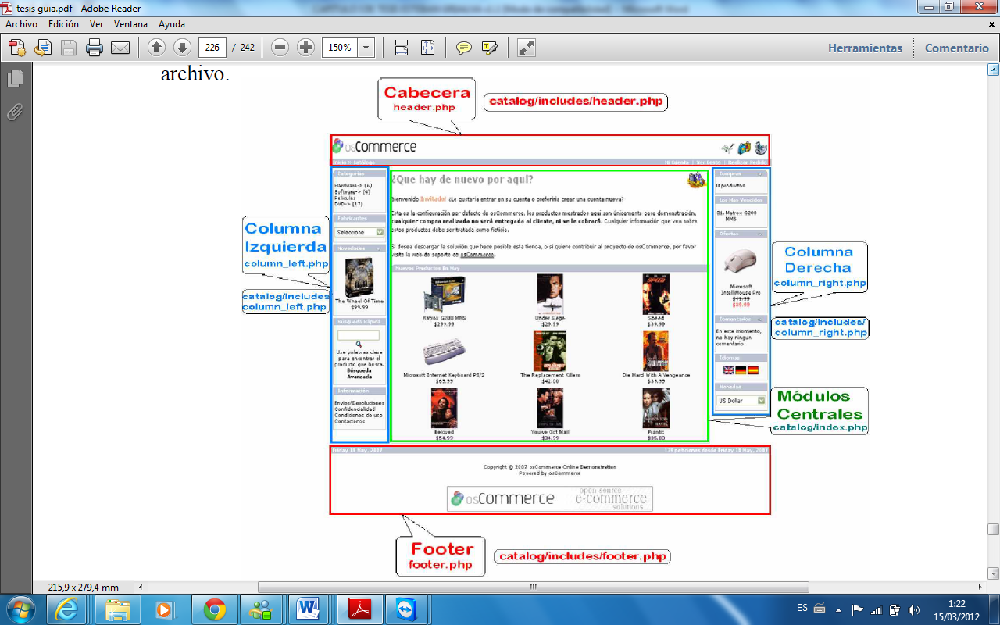 tesis guia.pdf - Adobe Reader
Archivo Edición Ver Ventana Ayuda
226 / 242 150% Herramientas Comentario
archivo.
Cabecera
header.php
catalog/includes/header.php
osCommerce
Inicio » Catálogo Mi Cuenta | Ver Cesta | Realizar Pedido
Columna
Izquierda
column_left.php
catalog/includes
column_left.php
Categorías
Hardware-> (6)
Software-> (4)
Películas
DVD-> (17)
Fabricantes
Seleccione
Novedades
The Wheel Of Time
$99.99
Búsqueda Rápida
Use palabras clave
para encontrar el
producto que busca.
Búsqueda
Avanzada
Información
Envios/Devoluciones
Confidencialidad
Condiciones de uso
Contactenos
¿Que hay de nuevo por aqui?
Bienvenido Invitado! ¿Le gustaria entrar en su cuenta o preferiria crear una cuenta nueva?
Esta es la configuración por defecto de osCommerce, los productos mostrados aqui son únicamente para demonstración,
cualquier compra realizada no será entregada al cliente, ni se le cobrará. Cualquier información que vea sobre
estos productos debe ser tratada como ficticia.
Si desea descargar la solución que hace posible esta tienda, o si quiere contribuir al proyecto de osCommerce, por favor
visite la web de soporte de osCommerce.
Nuevos Productos En May
Matrox G200 MMS
$299.99
Under Siege
$29.99
SPEED
Speed
$39.99
Microsoft Internet Keyboard PS/2
$69.99
The Replacement Killers
$42.00
Die Hard With A Vengeance
$39.99
Beloved
$54.99
You've Got Mail
$34.99
Frantic
$35.00
Compras
0 productos
Los Mas Vendidos
01. Matrox G200
MMS
Ofertas
Microsoft
IntelliMouse Pro
$49.99
$39.99
Comentarios
En este momento,
no hay ningun
comentario
Idiomas
Monedas
US Dollar
Columna
Derecha
column_right.php
catalog/includes/
column_right.php
Módulos
Centrales
catalog/index.php
Friday 18 May, 2007 peticiones desde Friday 18 May, 2007
Copyright © 2007 osCommerce Online Demonstration
Powered by osCommerce
osCommerce
open source
e-commerce
solutions
Footer
footer.php
catalog/includes/footer.php
215,9 x 279,4 mm
ES
1:22
15/03/2012